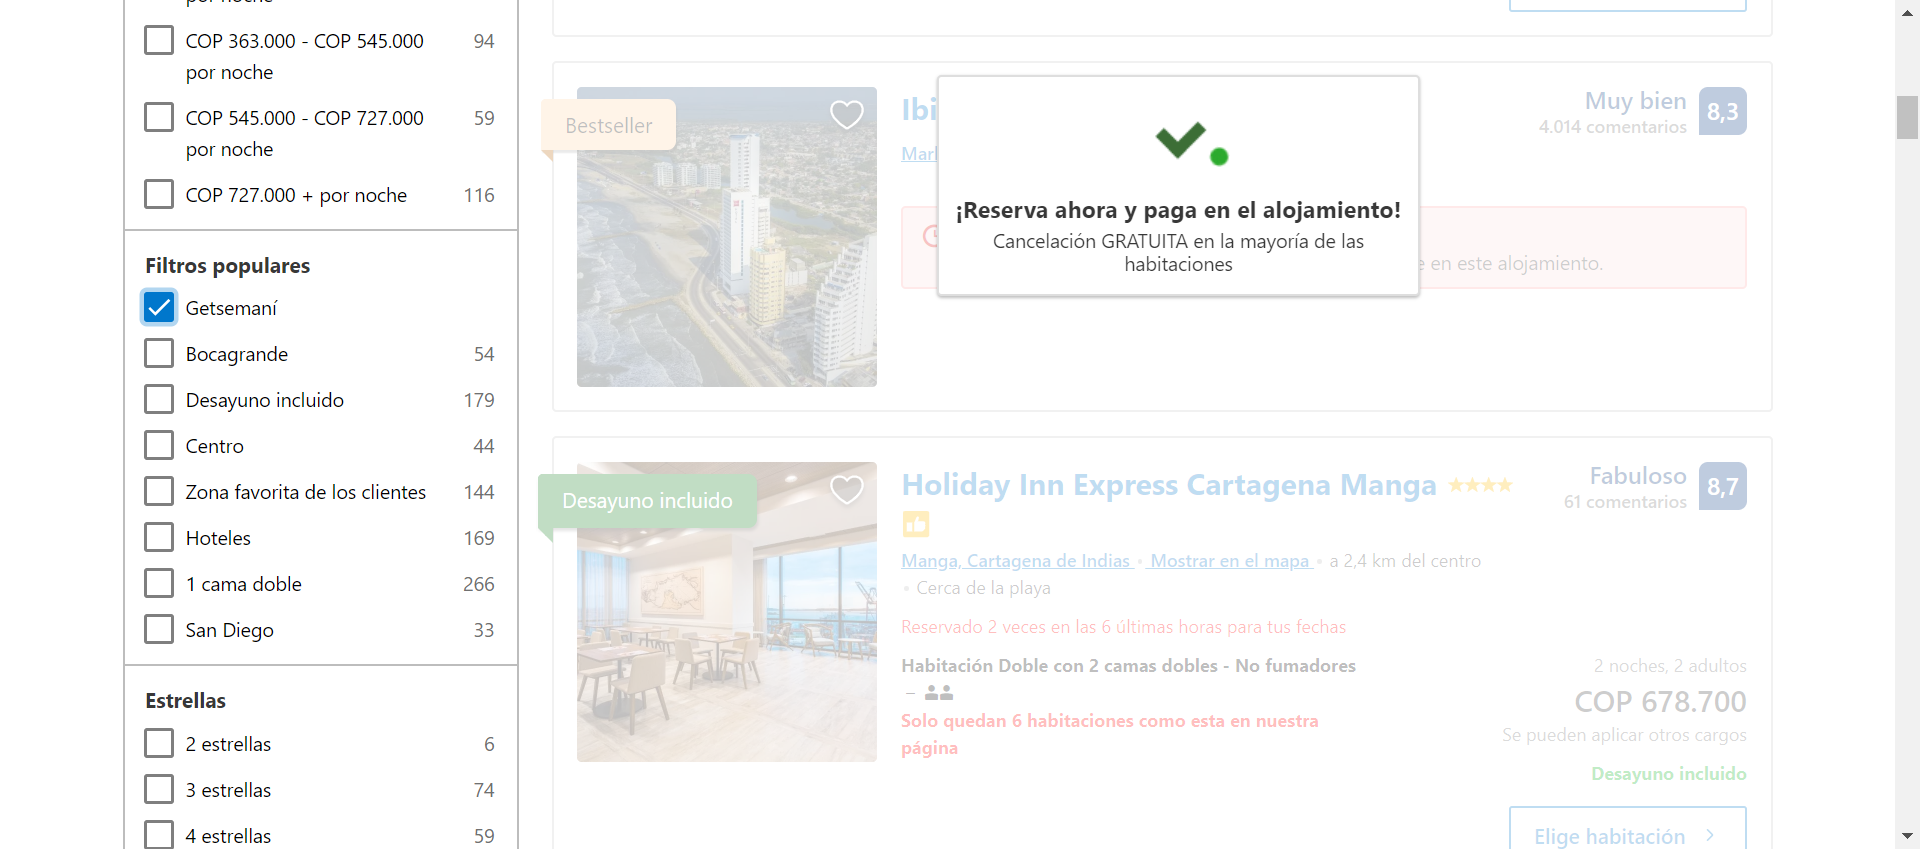 por noche
COP 363.000 - COP 545.000
por noche
94
COP 545.000 - COP 727.000
por noche
59
COP 727.000 + por noche
116
Filtros populares
Getsemaní
Bocagrande
54
Desayuno incluido
179
Centro
44
Zona favorita de los clientes
144
Hoteles
169
1 cama doble
266
San Diego
33
Estrellas
2 estrellas
6
3 estrellas
74
4 estrellas
59
Bestseller
Muy bien
4.014 comentarios
8,3
¡Reserva ahora y paga en el alojamiento!
Cancelación GRATUITA en la mayoría de las
habitaciones
en este alojamiento.
Desayuno incluido
Holiday Inn Express Cartagena Manga
Fabuloso
61 comentarios
8,7
Manga, Cartagena de Indias • Mostrar en el mapa • a 2,4 km del centro
• Cerca de la playa
Reservado 2 veces en las 6 últimas horas para tus fechas
Habitación Doble con 2 camas dobles - No fumadores
–
Solo quedan 6 habitaciones como esta en nuestra
página
2 noches, 2 adultos
COP 678.700
Se pueden aplicar otros cargos
Desayuno incluido
Elige habitación